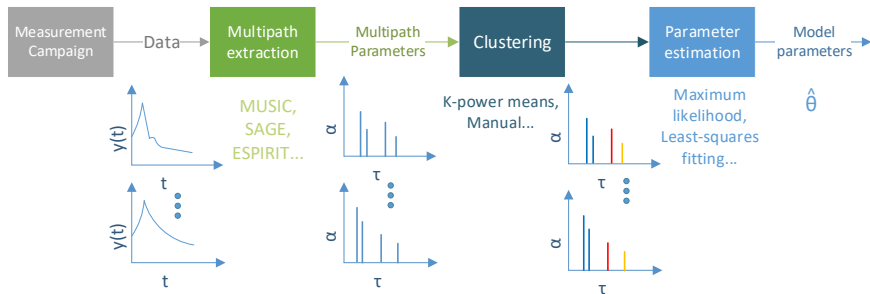 Measurement
Campaign
Data
Multipath
extraction
Multipath
Parameters
Clustering
Parameter
estimation
Model
parameters
MUSIC,
SAGE,
ESPIRIT...
K-power means,
Manual...
Maximum
likelihood,
Least-squares
fitting...
θ̂
y(t)
t
α
τ
α
τ
y(t)
t
α
τ
α
τ